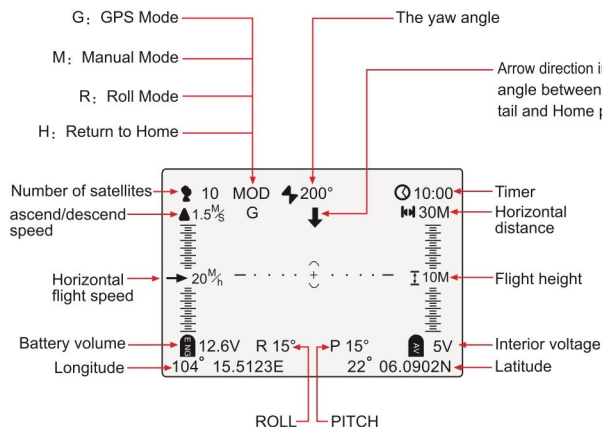 G: GPS Mode
The yaw angle
M: Manual Mode
Arrow direction
angle between
R: Roll Mode
tail and Home
H: Return to Home
Number of satellites
10 MOD 200° 10:00
Timer
ascend/descend
speed
1.5M/S G 30M
Horizontal
distance
Horizontal
flight speed
20M/h 10M
Flight height
Battery volume
ENG 12.6V R 15° P 15° AV 5V
Interior voltage
Longitude
104° 15.5123E 22° 06.0902N
Latitude
ROLL
PITCH